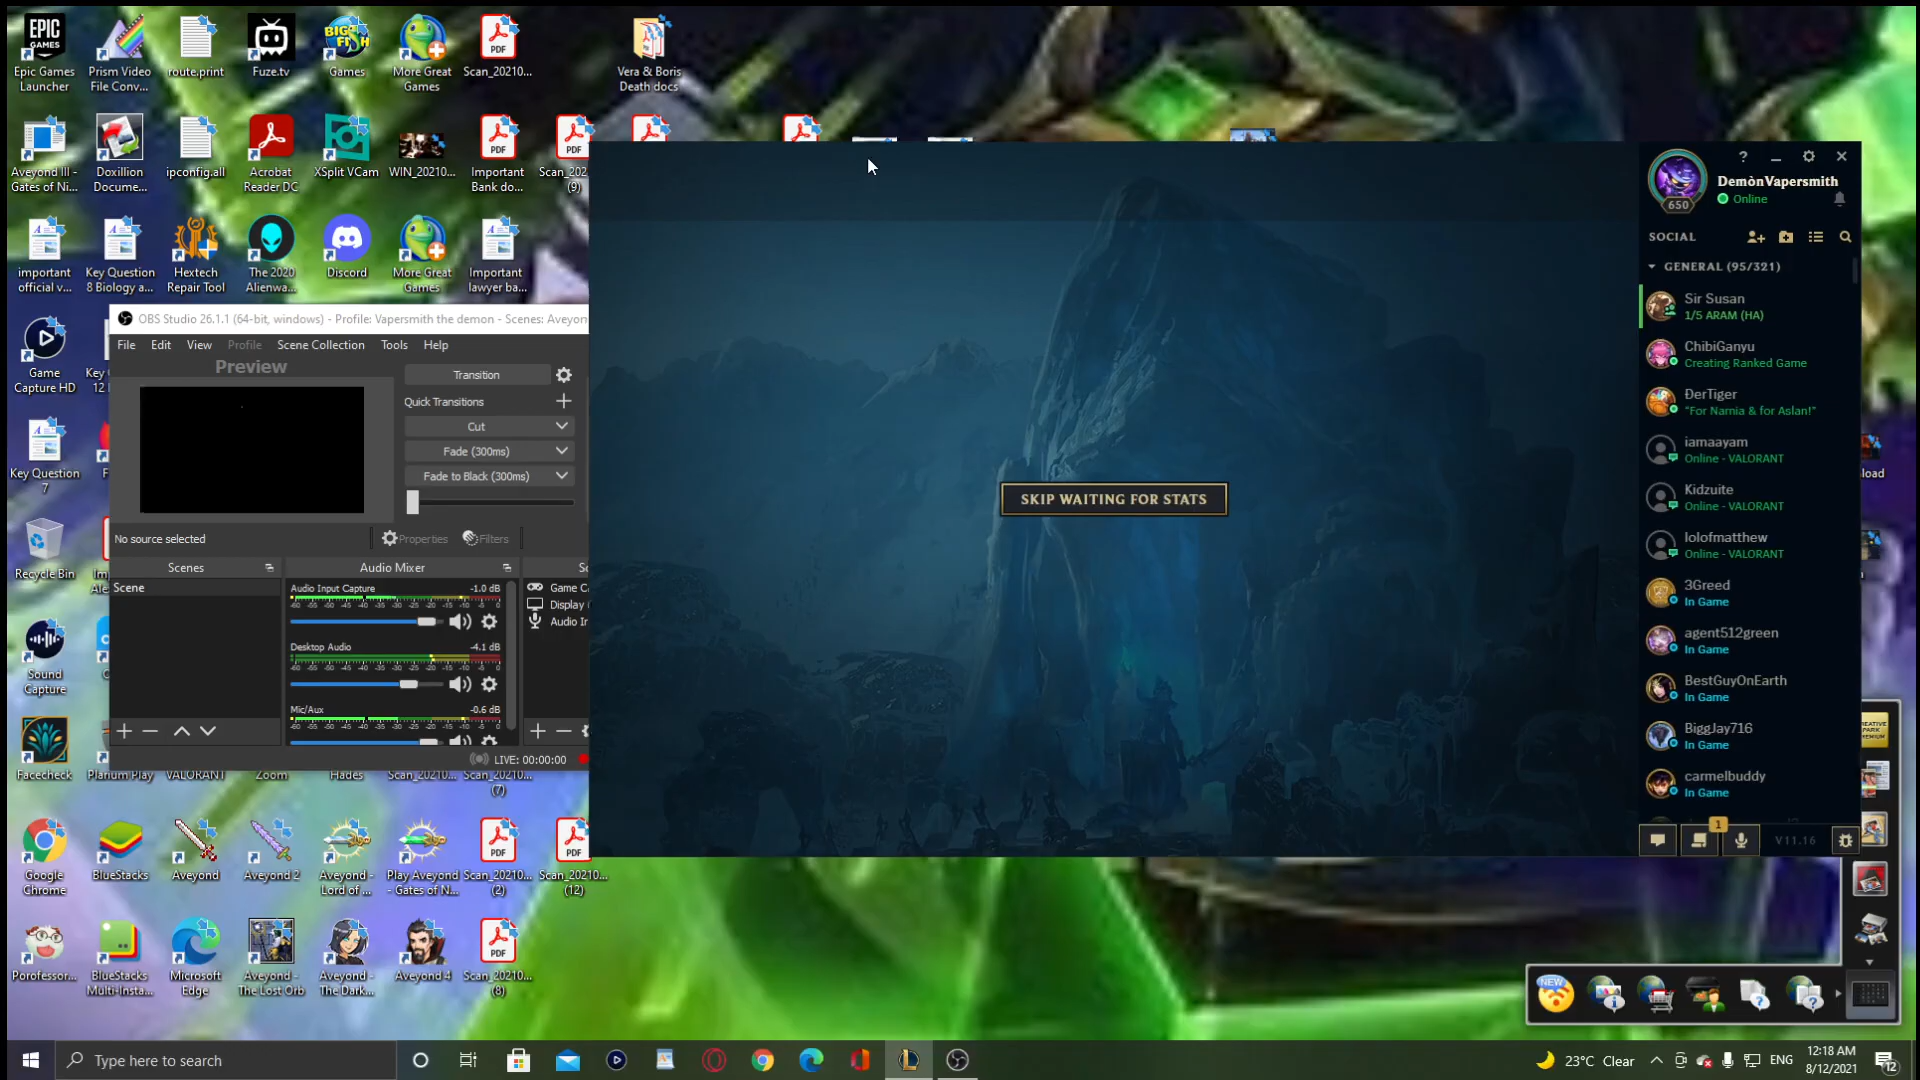 Epic Games
Launcher
Prism Video
File Conv...
route.print
Fuze.tv
Games
More Great
Games
Scan_20210...
Vera & Boris
Death docs
Aveyond III -
Gates of Ni...
Doxillion
Docume...
ipconfig.all
Acrobat
Reader DC
XSplit VCam
WIN_20210...
Important
Bank do...
Scan_202
(9)
important
official v...
Key Question
8 Biology a...
Hextech
Repair Tool
The 2020
Alienwa...
Discord
More Great
Games
Important
lawyer ba...
OBS Studio 26.1.1 (64-bit, windows) - Profile: Vapersmith the demon - Scenes: Aveyon
File Edit View Profile Scene Collection Tools Help
Preview
Transition
Quick Transitions
Cut
Fade (300ms)
Fade to Black (300ms)
No source selected
Properties
Filters
Scenes
Audio Mixer
Scene
Audio Input Capture
-1.0 dB
Desktop Audio
-4.1 dB
Mic/Aux
-0.6 dB
Game C
Display
Audio In
LIVE: 00:00:00
Game
Capture HD
Key Question
7
Recycle Bin
Sound
Capture
Facecheck
Plarium Play
VALORANT
Zoom
Hades
Scan_20210...
Scan_20210...
(7)
Google
Chrome
BlueStacks
Aveyond
Aveyond 2
Aveyond -
Lord of ...
Play Aveyond
- Gates of N...
Scan_20210...
(2)
Scan_20210...
(12)
Porofessor...
BlueStacks
Multi-Insta...
Microsoft
Edge
Aveyond -
The Lost Orb
Aveyond -
The Dark...
Aveyond 4
Scan_20210...
(8)
SKIP WAITING FOR STATS
650
DemònVapersmith
Online
SOCIAL
GENERAL (95/321)
Sir Susan
1/5 ARAM (HA)
ChibiGanyu
Creating Ranked Game
ÐerTiger
"For Narnia & for Aslan!"
iamaayam
Online - VALORANT
Kidzuite
Online - VALORANT
lolofmatthew
Online - VALORANT
3Greed
In Game
agent512green
In Game
BestGuyOnEarth
In Game
BiggJay716
In Game
carmelbuddy
In Game
1
V11.16
NEW
Type here to search
23°C Clear
ENG
12:18 AM
8/12/2021
12